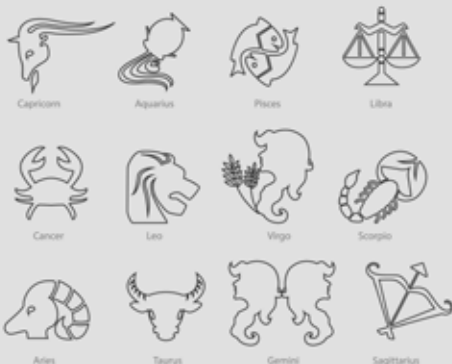 Capricorn
Aquarius
Pisces
Libra
Cancer
Leo
Virgo
Scorpio
Aries
Taurus
Gemini
Sagittarius